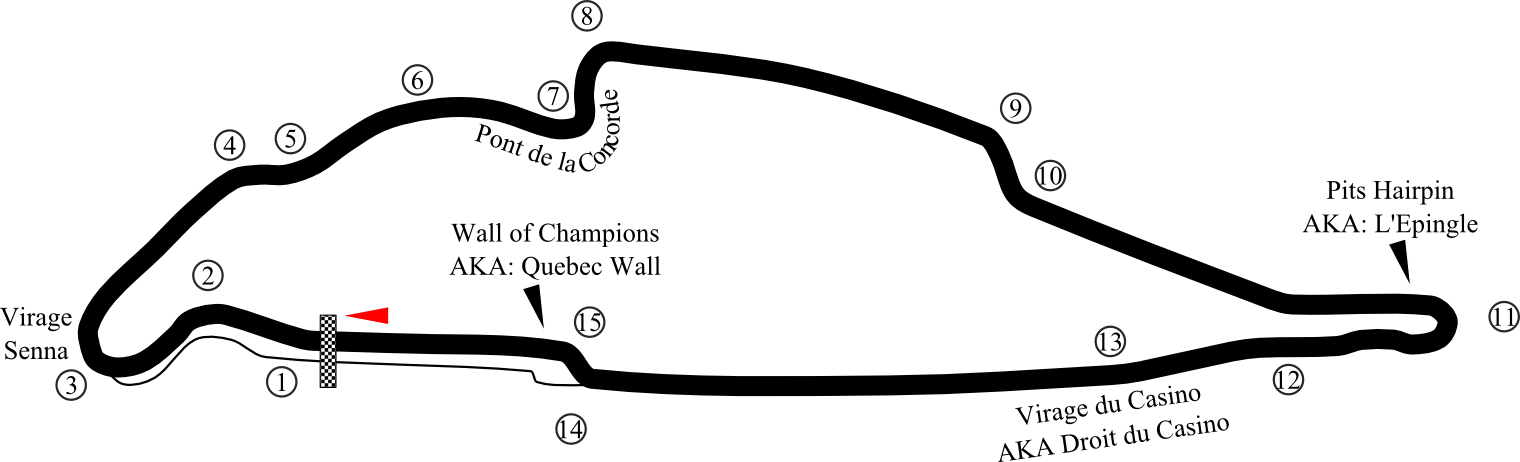 8
6
7
Pont de la Concorde
9
4
5
10
Pits Hairpin
AKA: L'Epingle
Wall of Champions
AKA: Quebec Wall
2
Virage
Senna
15
11
13
3
1
12
Virage du Casino
AKA Droit du Casino
14